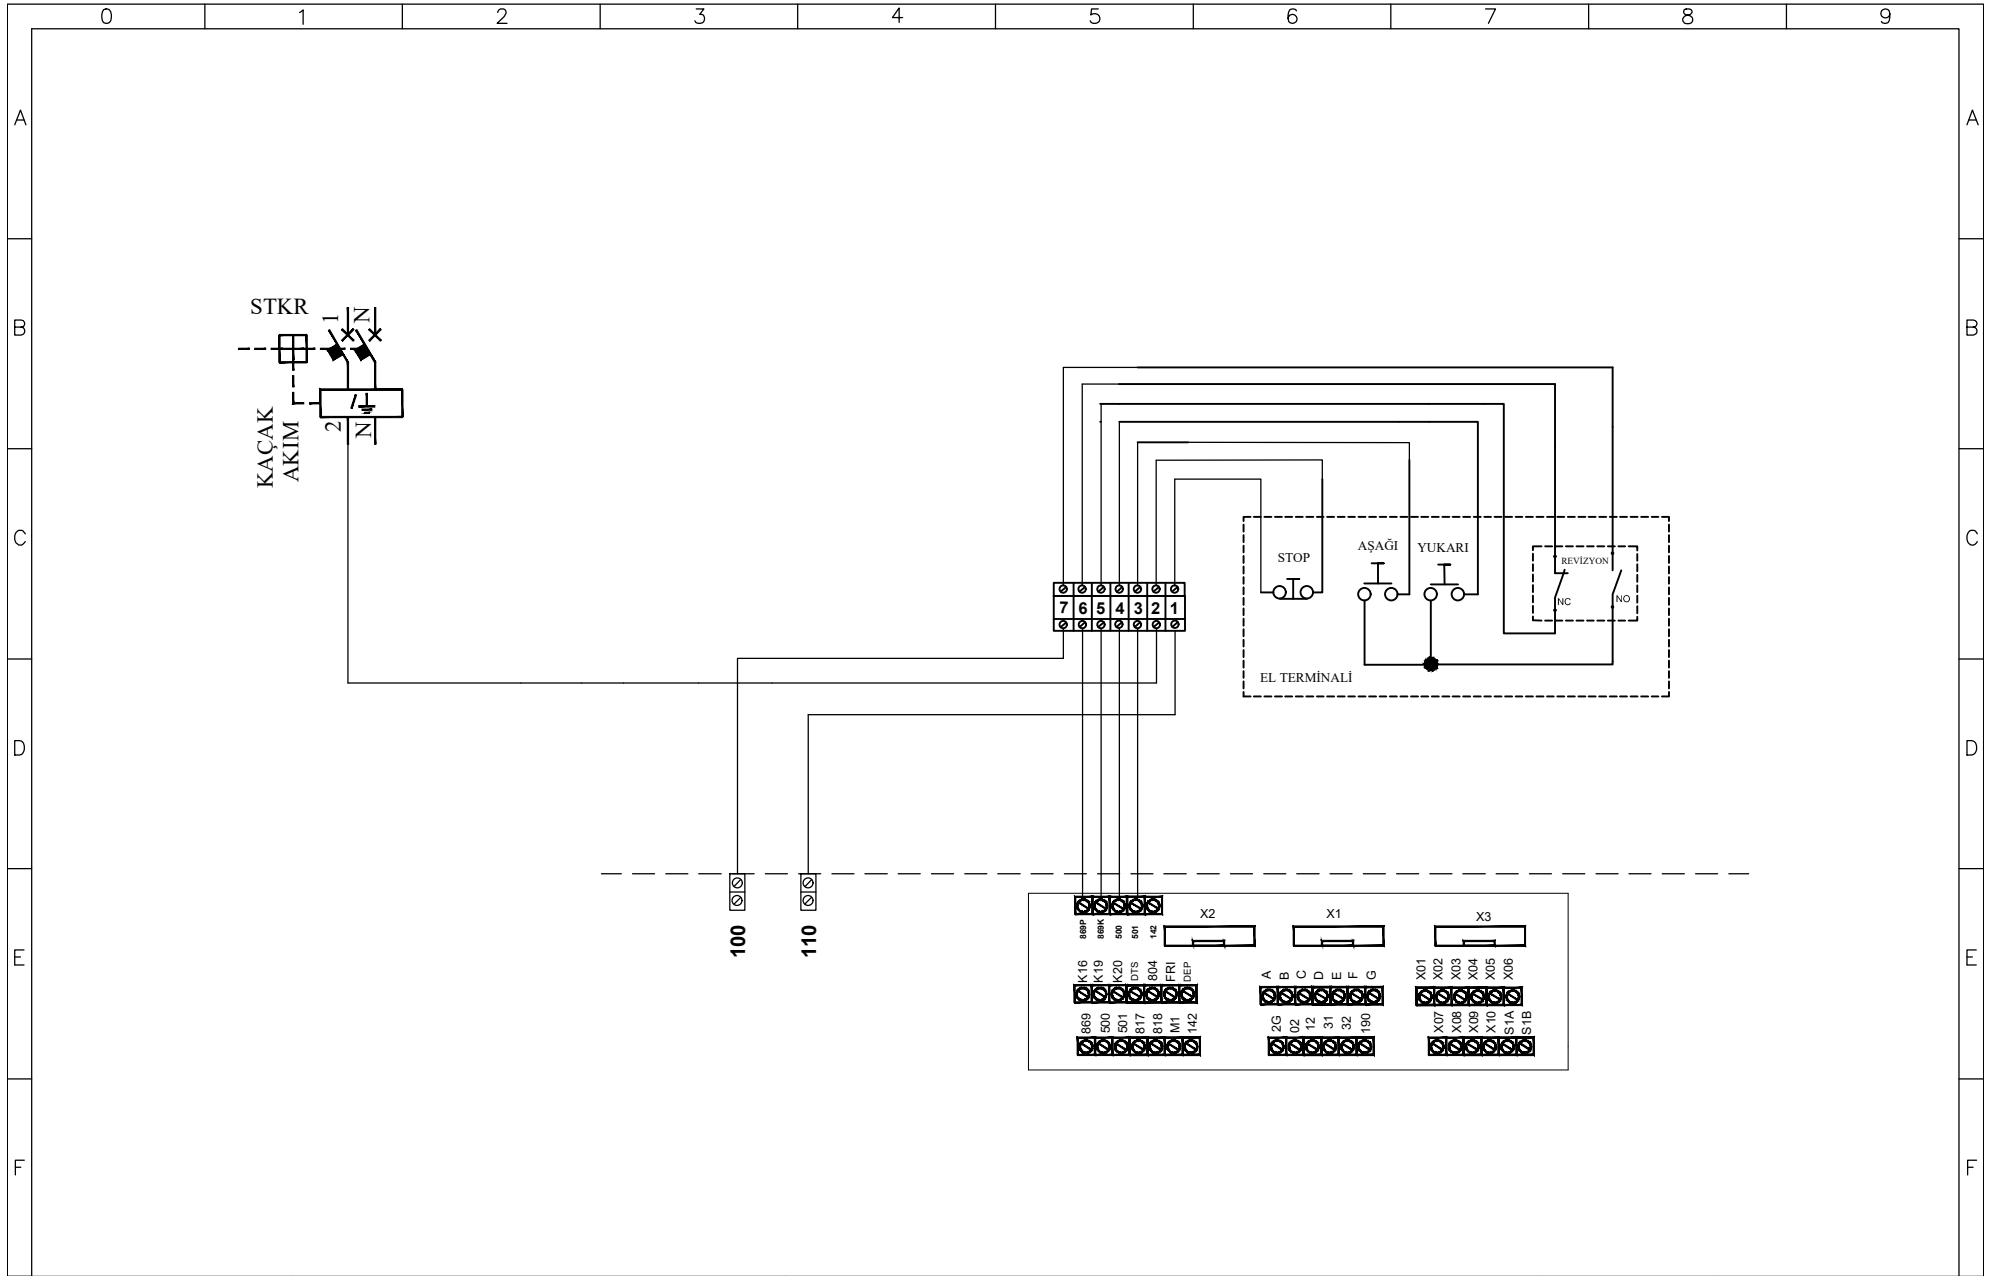 0 1 2 3 4 5 6 7 8 9
A A
B B
C C
D D
E E
F F
STKR
1 N
2 N
KAÇAK
AKIM
STOP
AŞAĞI
YUKARI
REVİZYON
NC
NO
EL TERMİNALİ
7 6 5 4 3 2 1
100
110
869P 869K 500 501 142
X2
X1
X3
K16 K19 K20 DTS 804 FRI DEP
A B C D E F G
X01 X02 X03 X04 X05 X06
869 500 501 817 818 M1 142
2G 02 12 31 32 190
X07 X08 X09 X10 S1A S1B